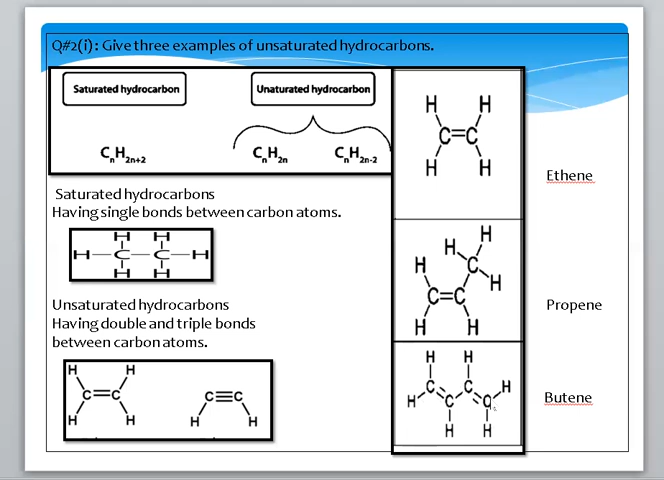 Q#2(i): Give three examples of unsaturated hydrocarbons.
Saturated hydrocarbon
Unaturated hydrocarbon
CnH2n+2
CnH2n
CnH2n-2
Saturated hydrocarbons
Having single bonds between carbon atoms.
H H
H C C H
H H
Unsaturated hydrocarbons
Having double and triple bonds
between carbon atoms.
H H
C=C
H H
C≡C
H H
H H
C=C
H H
Ethene
H
H
C
H
H
C=C
H H
Propene
H H
C C H
H C C
H H
Butene